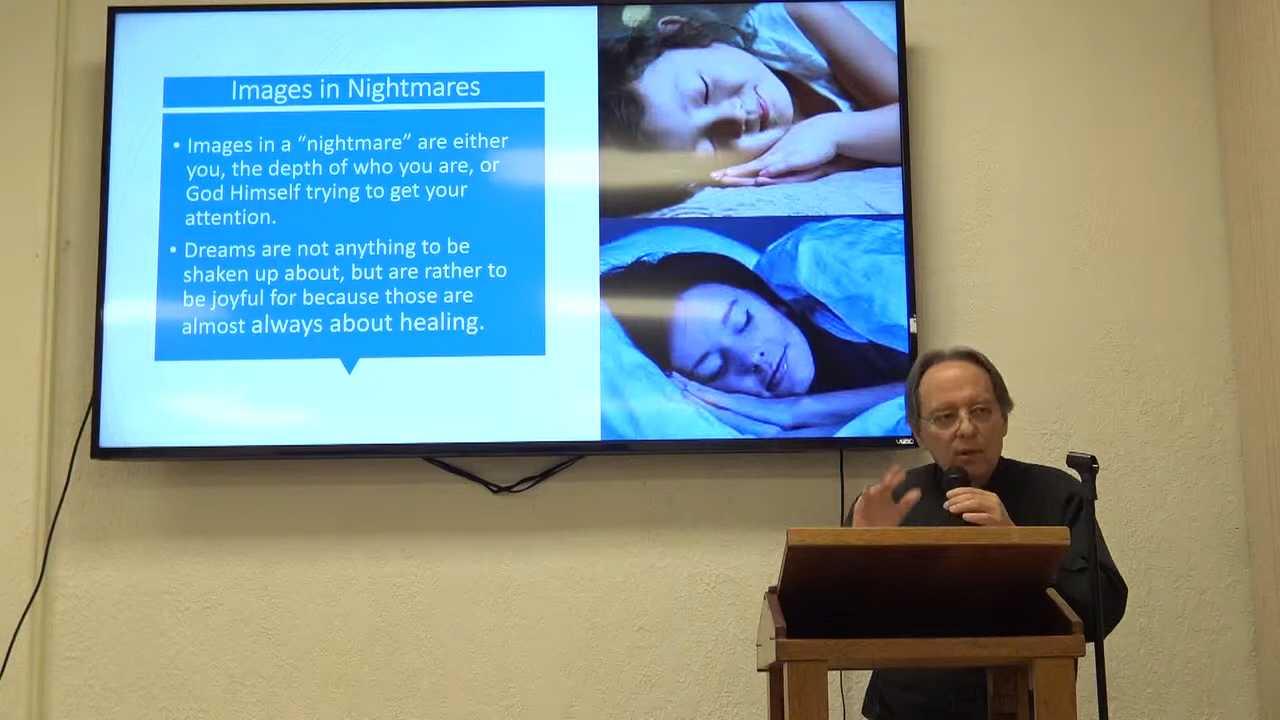 Images in Nightmares
• Images in a “nightmare” are either
you, the depth of who you are, or
God Himself trying to get your
attention.
• Dreams are not anything to be
shaken up about, but are rather to
be joyful for because those are
almost always about healing.
VIZIO